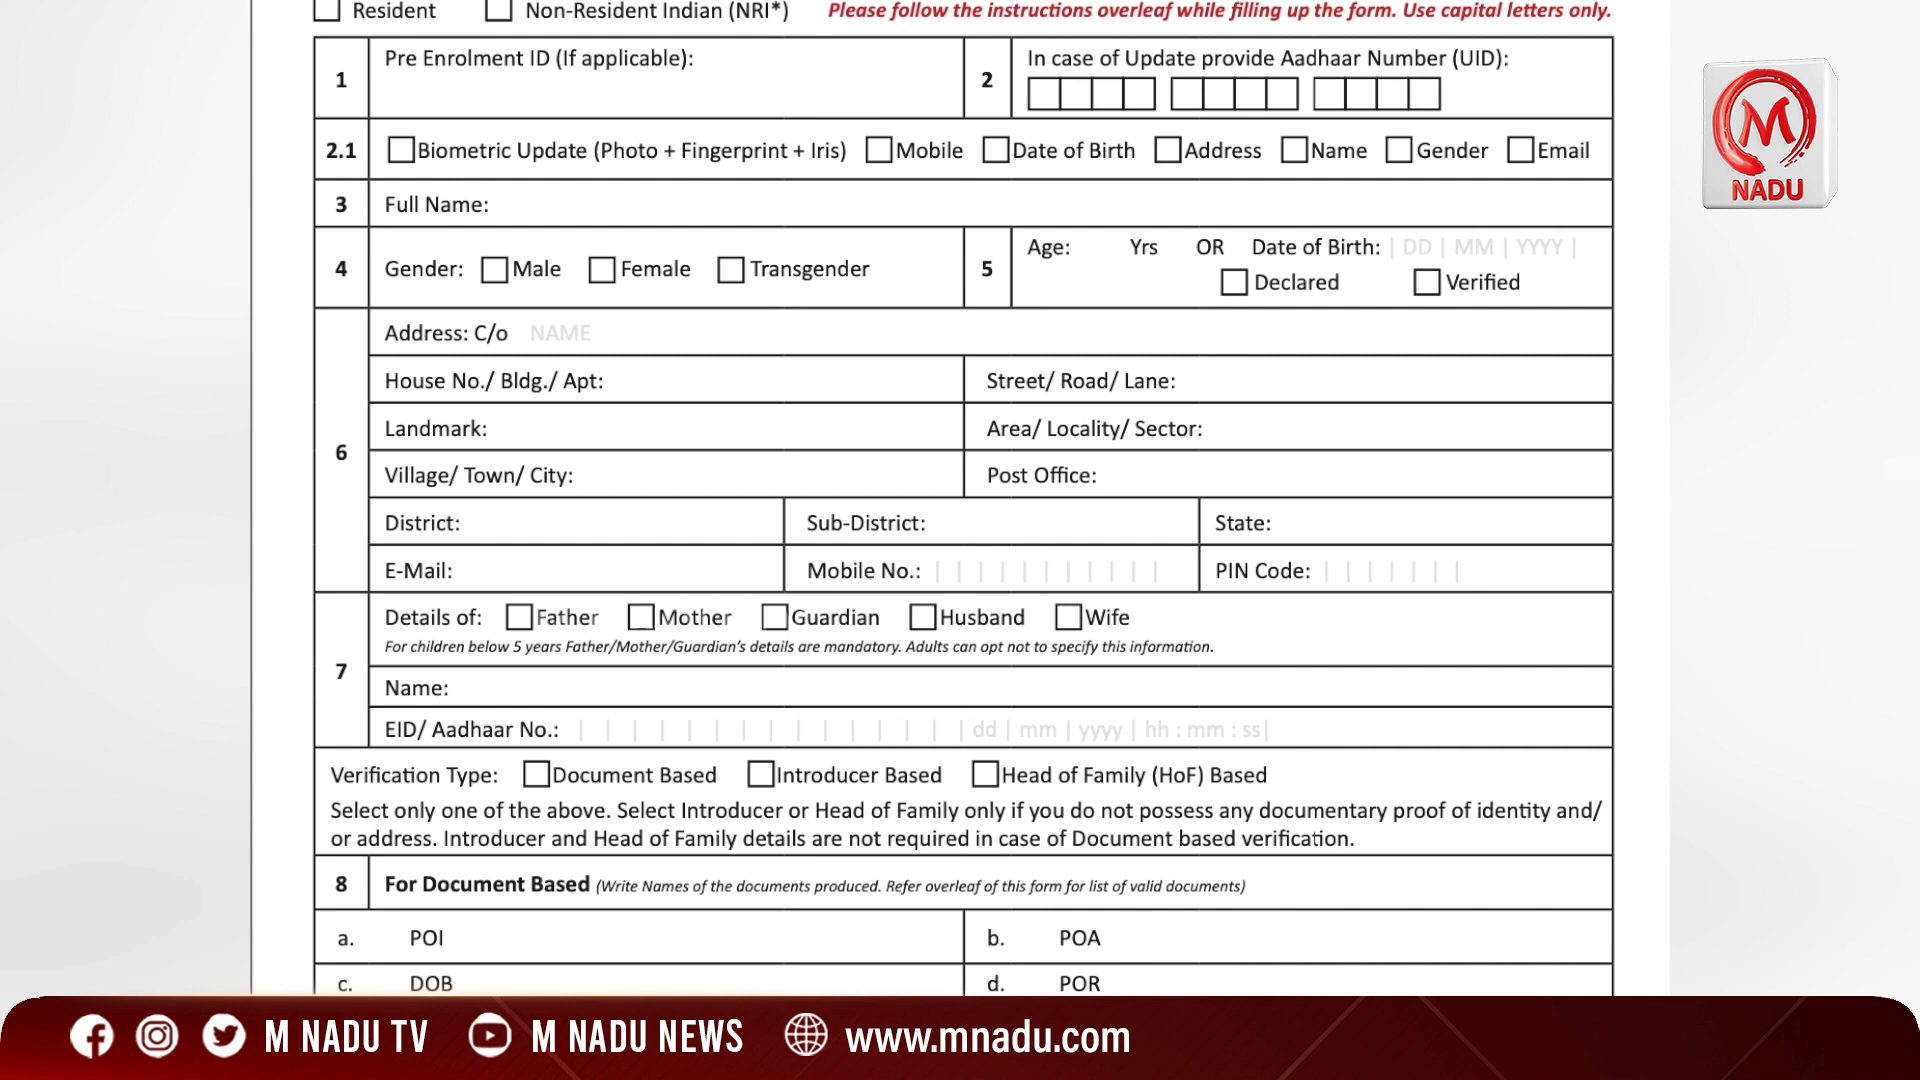 Resident Non-Resident Indian (NRI*) Please follow the instructions overleaf while filling up the form. Use capital letters only.
1 Pre Enrolment ID (If applicable): 2 In case of Update provide Aadhaar Number (UID):
2.1 Biometric Update (Photo + Fingerprint + Iris) Mobile Date of Birth Address Name Gender Email
3 Full Name:
4 Gender: Male Female Transgender 5 Age: Yrs OR Date of Birth: | DD | MM | YYYY |
Declared Verified
6
Address: C/o NAME
House No./ Bldg./ Apt: Street/ Road/ Lane:
Landmark: Area/ Locality/ Sector:
Village/ Town/ City: Post Office:
District: Sub-District: State:
E-Mail: Mobile No.: PIN Code:
7
Details of: Father Mother Guardian Husband Wife
For children below 5 years Father/Mother/Guardian's details are mandatory. Adults can opt not to specify this information.
Name:
EID/ Aadhaar No.: | dd | mm | yyyy | hh : mm : ss|
Verification Type: Document Based Introducer Based Head of Family (HoF) Based
Select only one of the above. Select Introducer or Head of Family only if you do not possess any documentary proof of identity and/
or address. Introducer and Head of Family details are not required in case of Document based verification.
8 For Document Based (Write Names of the documents produced. Refer overleaf of this form for list of valid documents)
a. POI b. POA
c. DOB d. POR
M
NADU
M NADU TV M NADU NEWS www.mnadu.com